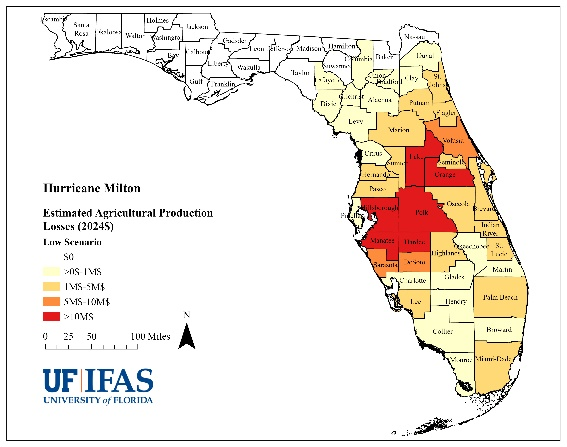 Escambia
Santa
Rosa
Okaloosa
Walton
Holmes
Washington
Jackson
Bay
Calhoun
Gulf
Liberty
Gadsden
Franklin
Leon
Wakulla
Jefferson
Madison
Taylor
Hamilton
Suwannee
Lafayette
Columbia
Dixie
Gilchrist
Baker
Union
Bradford
Nassau
Duval
Clay
St.
Johns
Alachua
Putnam
Levy
Flagler
Marion
Volusia
Citrus
Sumter
Lake
Seminole
Hernando
Orange
Pasco
Osceola
Brevard
Pinellas
Hillsborough
Polk
Indian
River
Manatee
Hardee
Okeechobee
St.
Lucie
Highlands
Sarasota
DeSoto
Martin
Charlotte
Glades
Lee
Hendry
Palm Beach
Collier
Broward
Monroe
Miami-Dade
Hurricane Milton
Estimated Agricultural Production
Losses (2024$)
Low Scenario
$0
>0$-1M$
1M$-5M$
5M$-10M$
>10M$
0 25 50 100 Miles
N
UF|IFAS
UNIVERSITY of FLORIDA